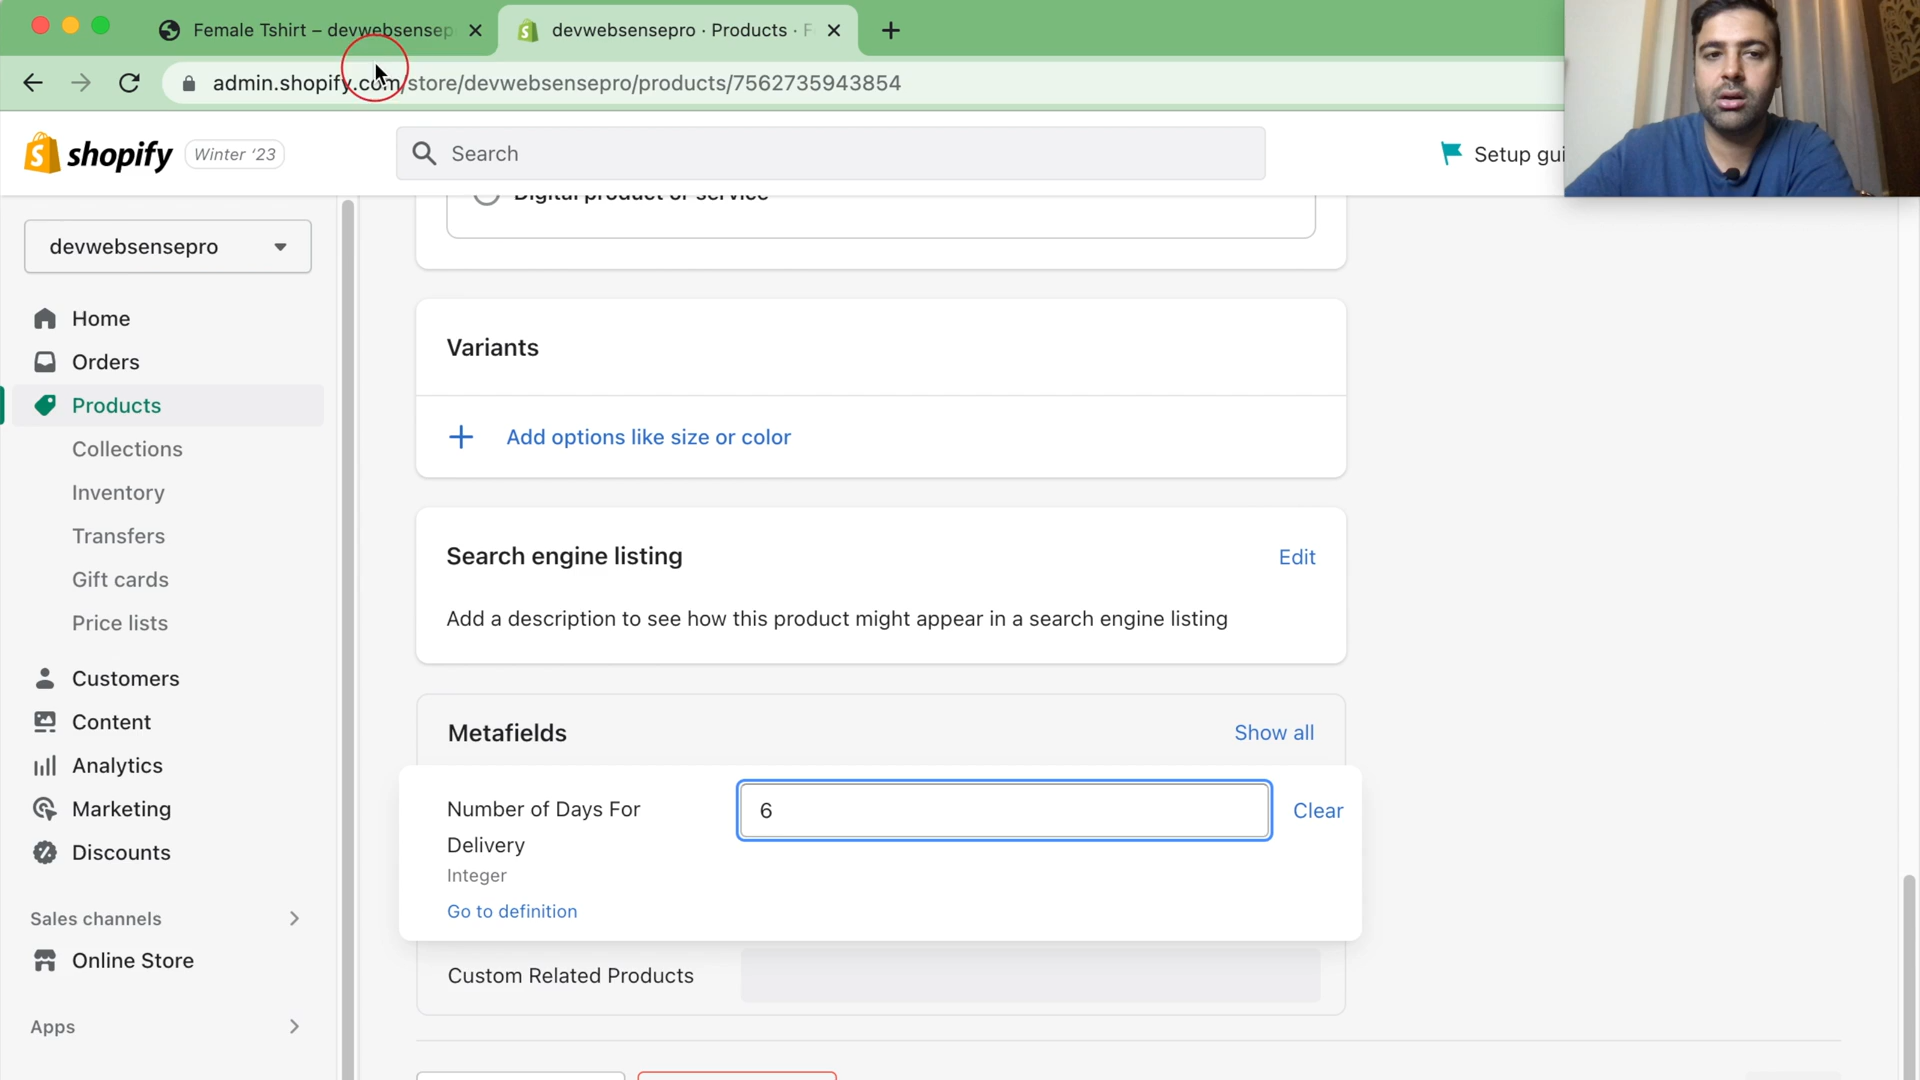 Female Tshirt – devwebsensep
devwebsensepro · Products · F
admin.shopify.com/store/devwebsensepro/products/7562735943854
shopify
Winter '23
Search
Setup gui
devwebsensepro
Digital product or service
Home
Orders
Products
Collections
Inventory
Transfers
Gift cards
Price lists
Customers
Content
Analytics
Marketing
Discounts
Sales channels
Online Store
Apps
Variants
Add options like size or color
Search engine listing
Edit
Add a description to see how this product might appear in a search engine listing
Metafields
Show all
Number of Days For
Delivery
Integer
Go to definition
6
Clear
Custom Related Products